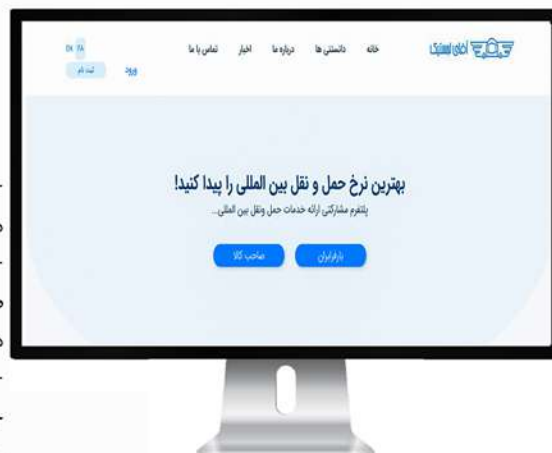 آقای لجستیک
خانه دانستنی ها درباره ما اخبار تماس با ما
FA EN
ورود ثبت نام
بهترین نرخ حمل و نقل بین المللی را پیدا کنید!
پلتفرم مشارکتی ارائه خدمات حمل ونقل بین المللی...
بارفرابران صاحب کالا